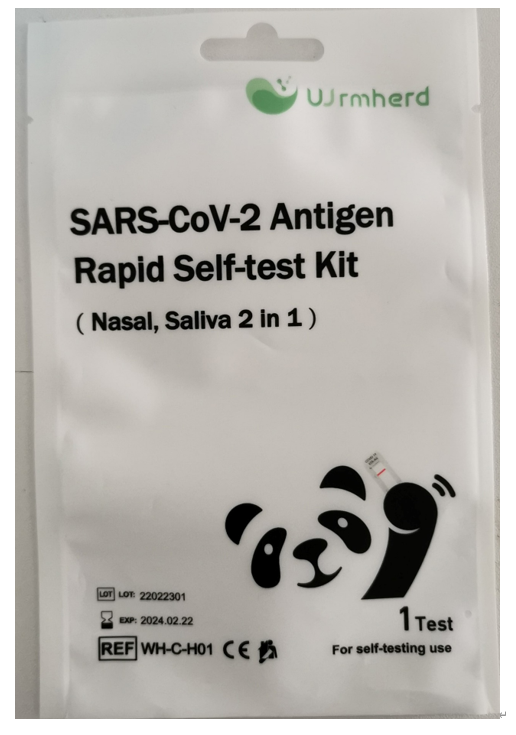 Wrmherd
SARS-CoV-2 Antigen
Rapid Self-test Kit
( Nasal, Saliva 2 in 1 )
LOT LOT: 22022301
EXP: 2024.02.22
REF WH-C-H01 CE
1 Test
For self-testing use